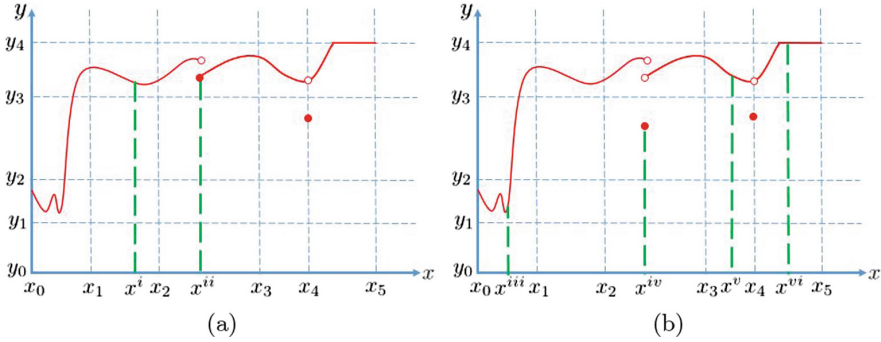 y y
y₄ y₄
y₃ y₃
y₂ y₂
y₁ y₁
y₀ y₀
x x
x₀ x₁ xⁱ x₂ xⁱⁱ x₃ x₄ x₅ x₀ xⁱⁱⁱ x₁ x₂ xⁱᵛ x₃ xᵛ x₄ xᵛⁱ x₅
(a) (b)